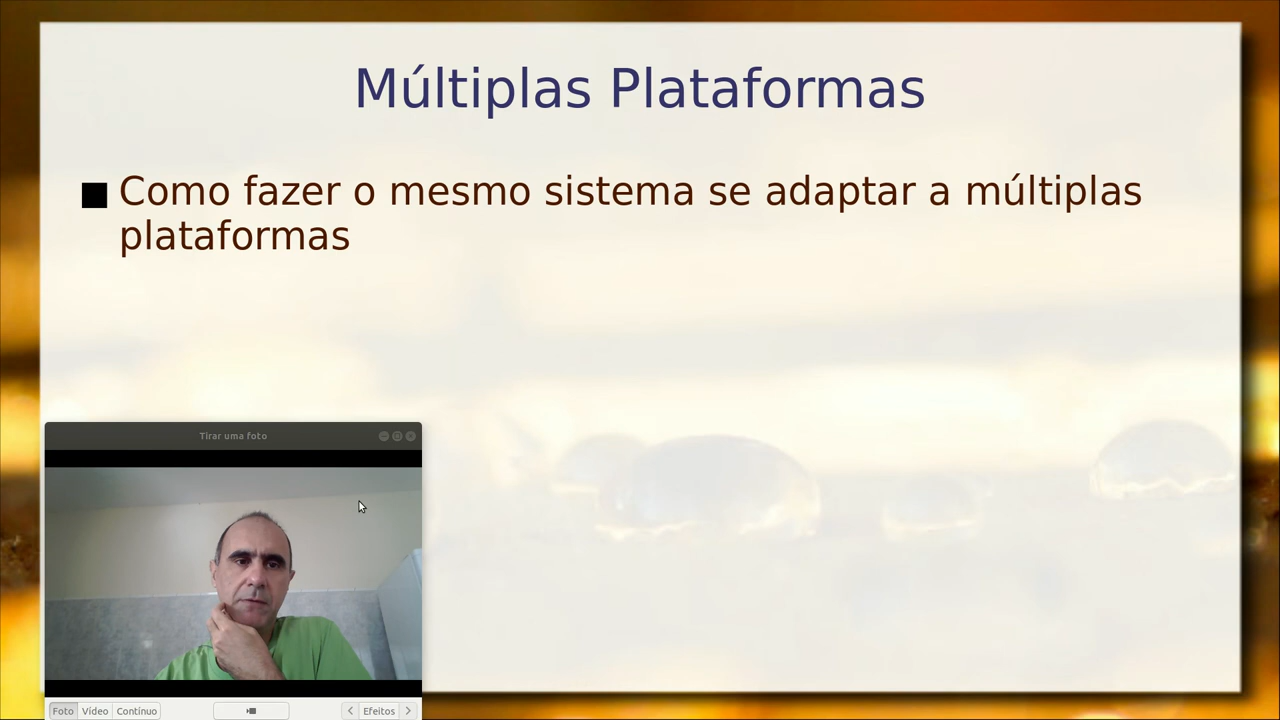 Múltiplas Plataformas
■ Como fazer o mesmo sistema se adaptar a múltiplas
plataformas
Tirar uma foto
Foto Vídeo Contínuo Efeitos